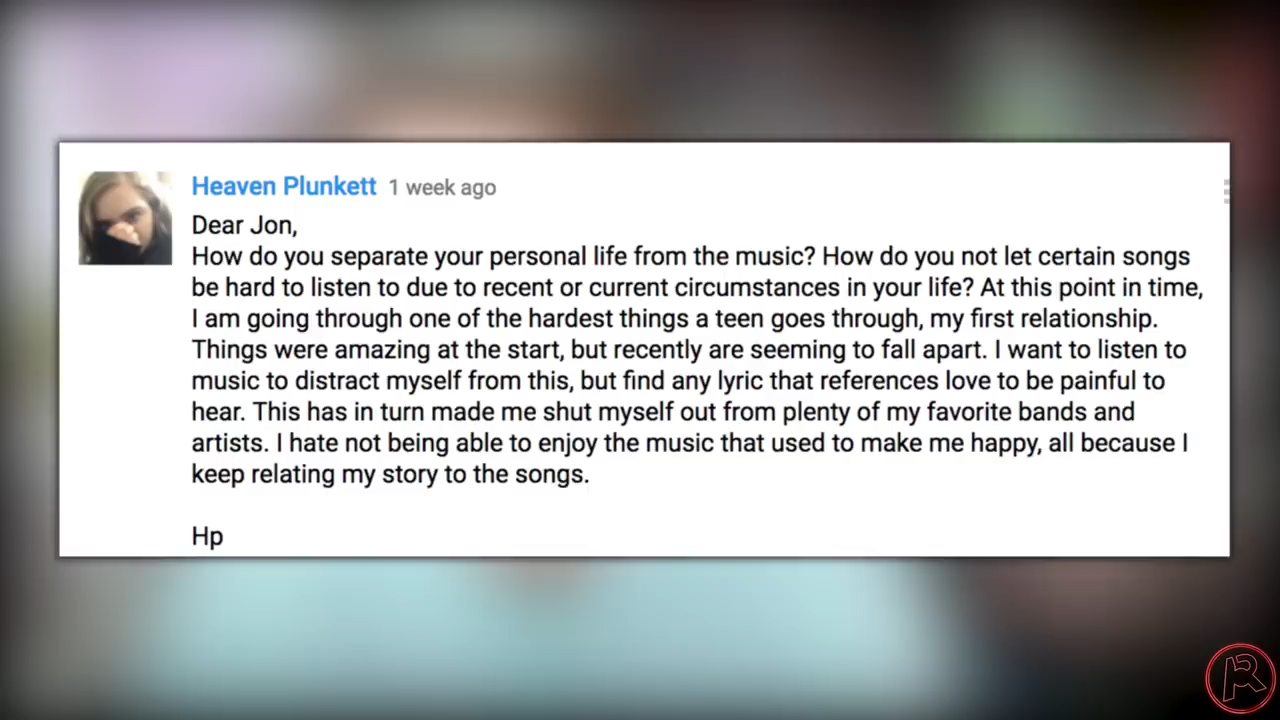 Heaven Plunkett 1 week ago
Dear Jon,
How do you separate your personal life from the music? How do you not let certain songs
be hard to listen to due to recent or current circumstances in your life? At this point in time,
I am going through one of the hardest things a teen goes through, my first relationship.
Things were amazing at the start, but recently are seeming to fall apart. I want to listen to
music to distract myself from this, but find any lyric that references love to be painful to
hear. This has in turn made me shut myself out from plenty of my favorite bands and
artists. I hate not being able to enjoy the music that used to make me happy, all because I
keep relating my story to the songs.
Hp